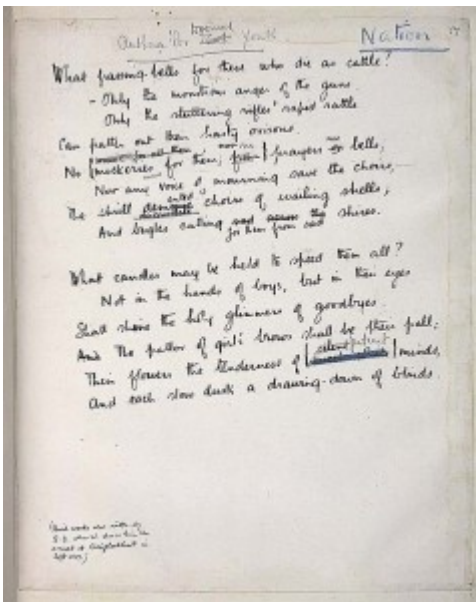 Anthem for Doomed Youth
Nation
What passing-bells for these who die as cattle?
- Only the monstrous anger of the guns.
Only the stuttering rifles' rapid rattle
Can patter out their hasty orisons.
No mockeries for them; nor prayers bells,
Nor any voice of mourning save the choirs,-
The shrill demented choirs of wailing shells;
And bugles calling for them from sad shires.
What candles may be held to speed them all?
Not in the hands of boys, but in their eyes
Shall shine the holy glimmers of goodbyes.
And The pallor of girls' brows shall be their pall;
Their flowers the tenderness of patient minds,
And each slow dusk a drawing-down of blinds.